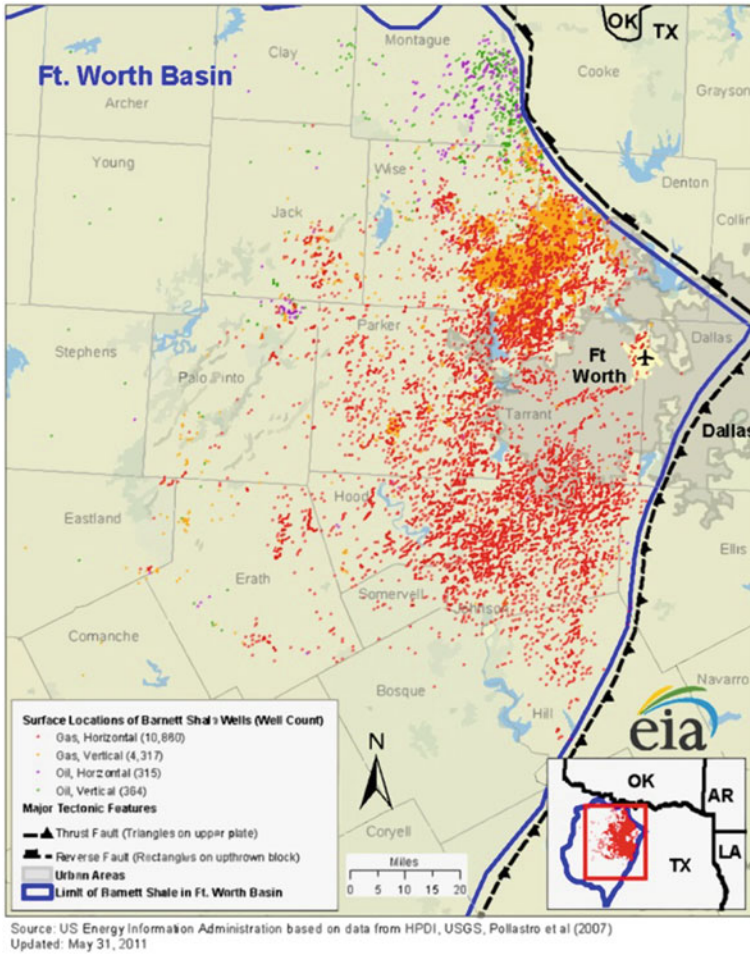 OK
TX
Montague
Clay
Cooke
Ft. Worth Basin
Grayson
Archer
Young
Wise
Denton
Collin
Jack
Parker
Dallas
Stephens
Ft
Worth
Palo Pinto
Tarrant
Dallas
Hood
Eastland
Ellis
Erath
Somervell
Johnson
Comanche
Navarro
Bosque
Hill
eia
Surface Locations of Barnett Shale Wells (Well Count)
Gas, Horizontal (10,860)
Gas, Vertical (4,317)
Oil, Horizontal (315)
Oil, Vertical (364)
Major Tectonic Features
Thrust Fault (Triangles on upper plate)
Reverse Fault (Rectangles on upthrown block)
Urban Areas
Limit of Barnett Shale in Ft. Worth Basin
N
Coryell
Miles
0 5 10 20
OK
AR
TX
LA
Source: US Energy Information Administration based on data from HPDI, USGS, Pollastro et al (2007)
Updated: May 31, 2011